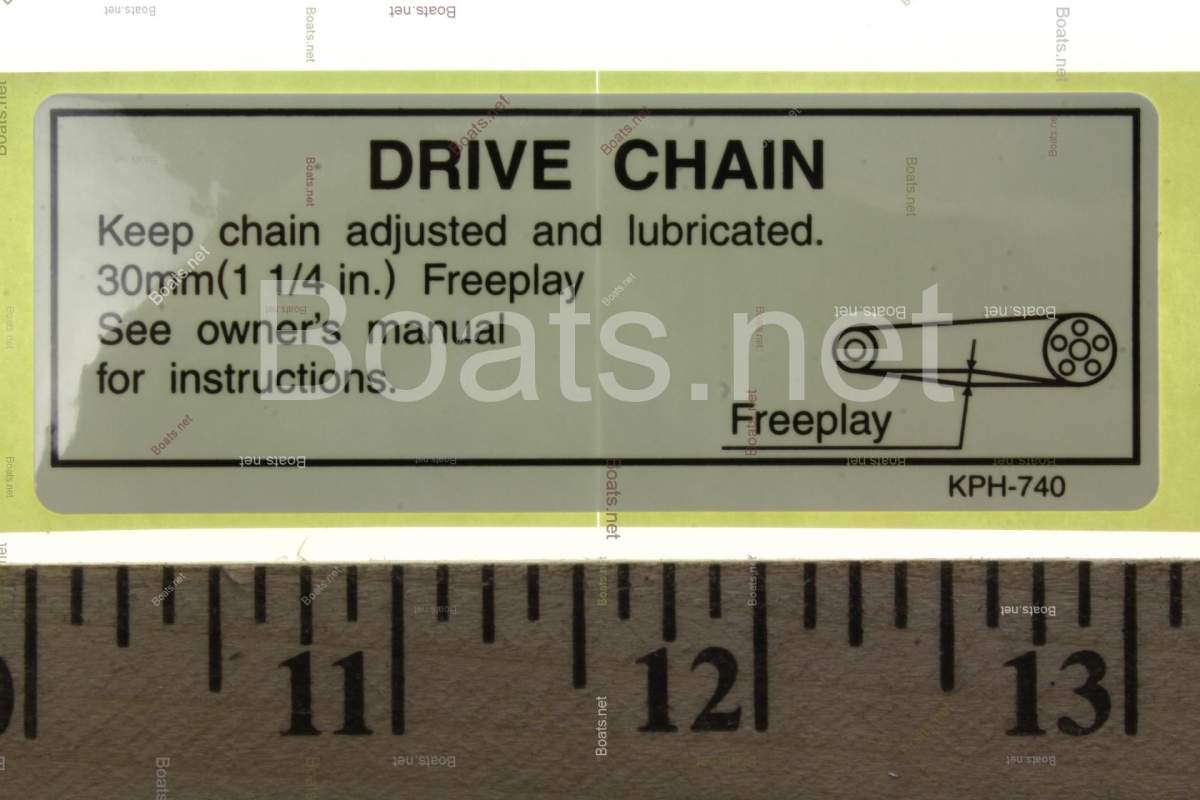 DRIVE CHAIN
Keep chain adjusted and lubricated.
30mm(1 1/4 in.) Freeplay
See owner's manual
for instructions.
Freeplay
KPH-740
Boats.net
11 12 13